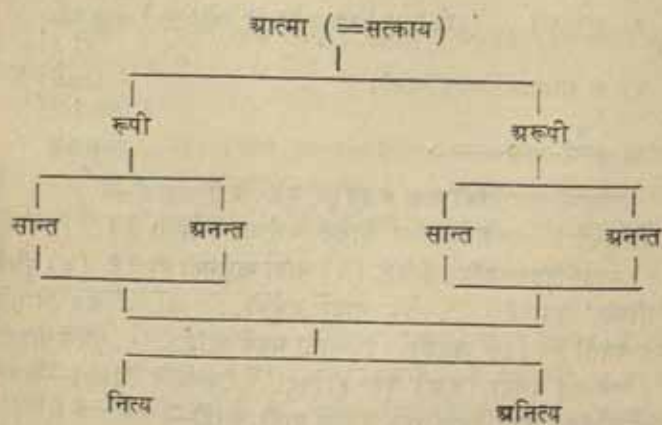 आत्मा (=सत्काय)
रूपी अरूपी
सान्त अनन्त सान्त अनन्त
नित्य अनित्य